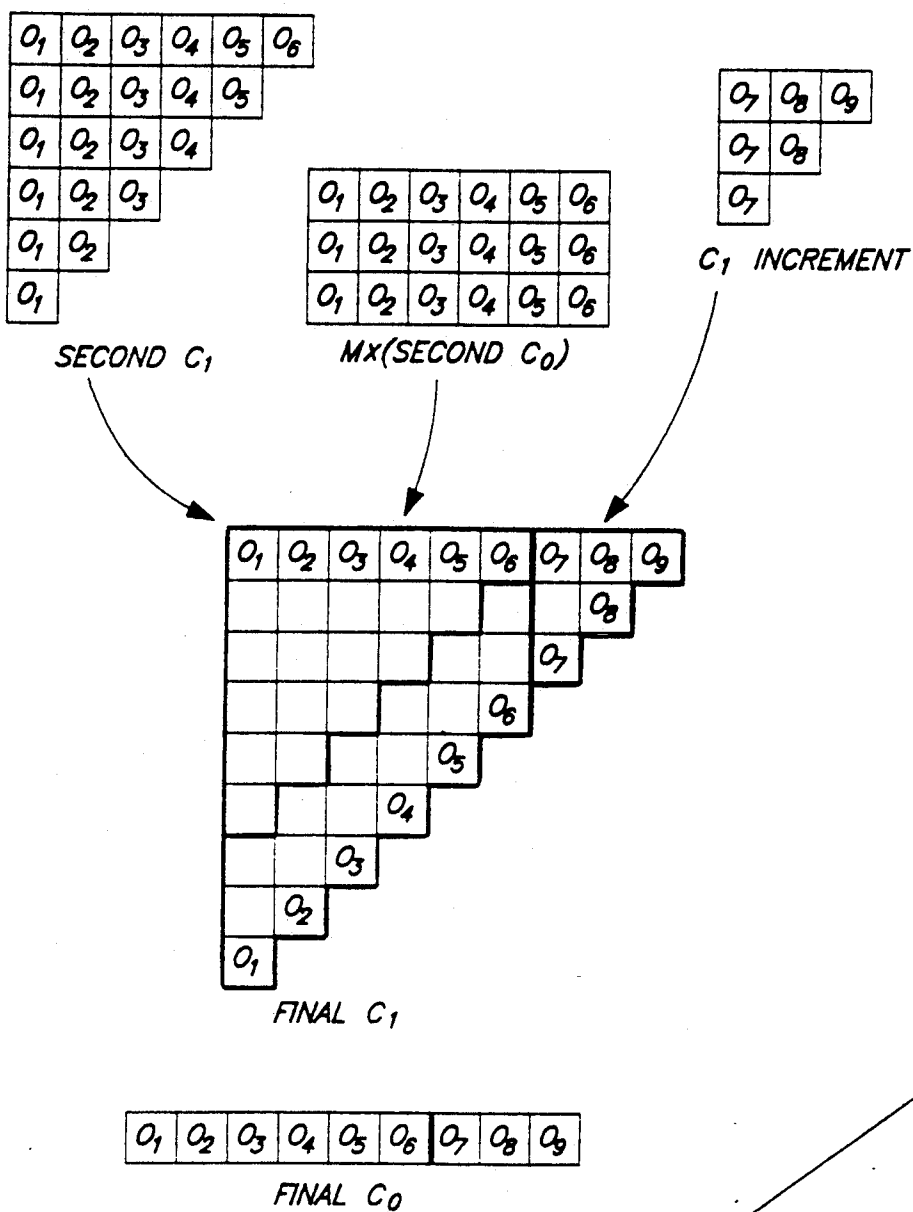 O₁ O₂ O₃ O₄ O₅ O₆
O₁ O₂ O₃ O₄ O₅
O₁ O₂ O₃ O₄
O₁ O₂ O₃
O₁ O₂
O₁
SECOND C₁
O₁ O₂ O₃ O₄ O₅ O₆
O₁ O₂ O₃ O₄ O₅ O₆
O₁ O₂ O₃ O₄ O₅ O₆
MX(SECOND C₀)
O₇ O₈ O₉
O₇ O₈
O₇
C₁ INCREMENT
O₁ O₂ O₃ O₄ O₅ O₆ O₇ O₈ O₉
O₈
O₇
O₆
O₅
O₄
O₃
O₂
O₁
FINAL C₁
O₁ O₂ O₃ O₄ O₅ O₆ O₇ O₈ O₉
FINAL C₀